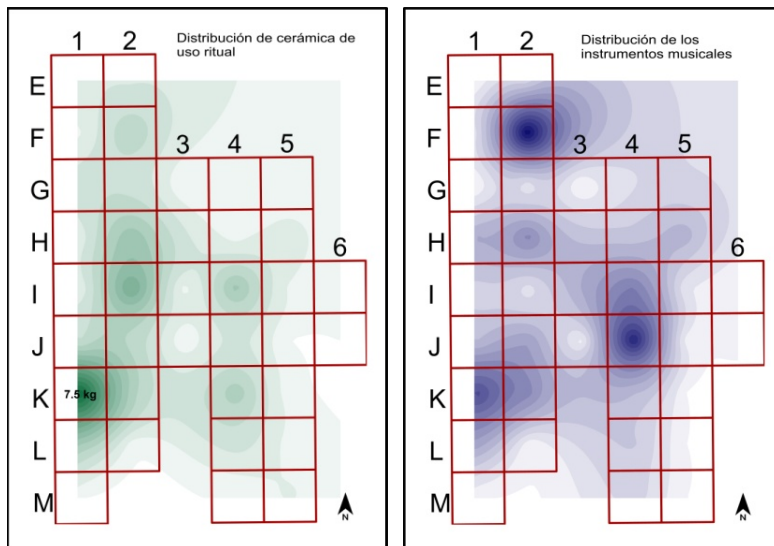 Distribución de cerámica de
uso ritual
1
2
3
4
5
6
E
F
G
H
I
J
K
L
M
7.5 kg
N
Distribución de los
instrumentos musicales
1
2
3
4
5
6
E
F
G
H
I
J
K
L
M
N